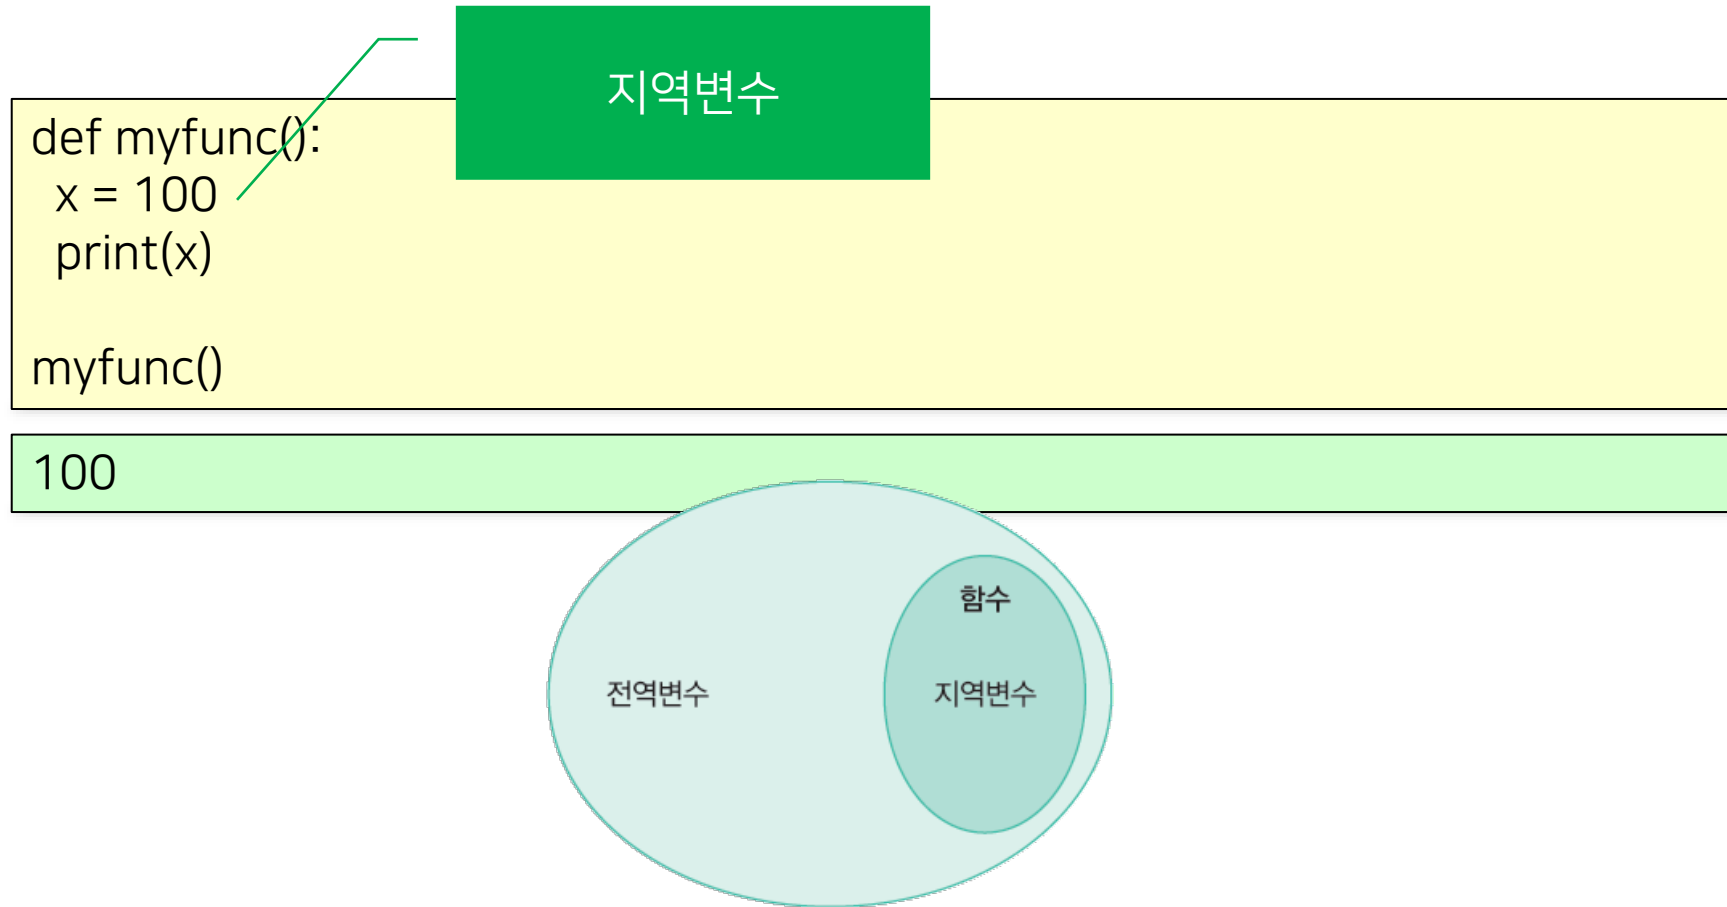 지역변수
def myfunc():
  x = 100
  print(x)
myfunc()
100
함수
전역변수
지역변수